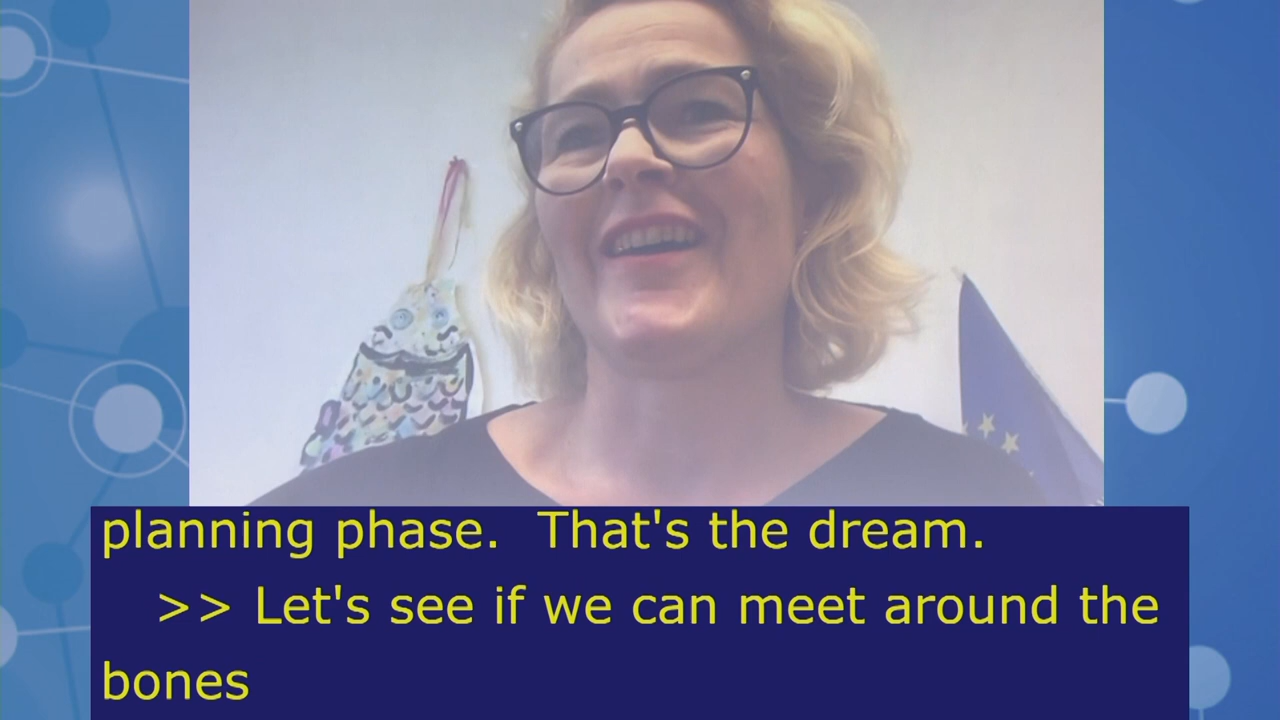 planning phase.  That's the dream.
>> Let's see if we can meet around the
bones